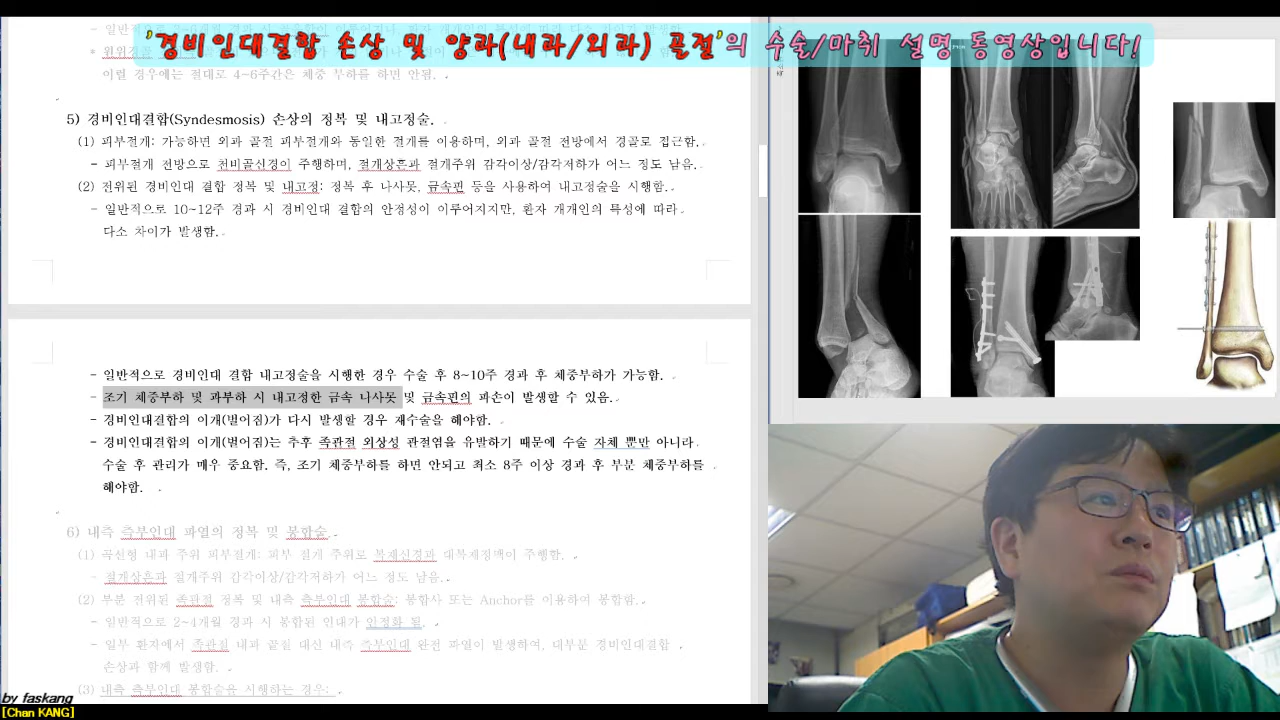 '경비인대결합 손상 및 양과(내과/외과) 골절'의 수술/마취 설명 동영상입니다!
이럴 경우에는 절대로 4~6주간은 체중 부하를 하면 안됨.
5) 경비인대결합(Syndesmosis) 손상의 정복 및 내고정술.
(1) 피부절개: 가능하면 외과 골절 피부절개와 동일한 절개를 이용하며, 외과 골절 전방에서 경골로 접근함.
- 피부절개 전방으로 천비골신경이 주행하며, 절개상흔과 절개주위 감각이상/감각저하가 어느 정도 남음.
(2) 전위된 경비인대 결합 정복 및 내고정: 정복 후 나사못, 금속판 등을 사용하여 내고정술을 시행함.
- 일반적으로 10~12주 경과 시 경비인대 결합의 안정성이 이루어지지만, 환자 개개인의 특성에 따라
다소 차이가 발생함.
- 일반적으로 경비인대 결합 내고정술을 시행한 경우 수술 후 8~10주 경과 후 체중부하가 가능함.
- 조기 체중부하 및 과부하 시 내고정한 금속 나사못 및 금속판의 파손이 발생할 수 있음.
- 경비인대결합의 이개(벌어짐)가 다시 발생할 경우 재수술을 해야함.
- 경비인대결합의 이개(벌어짐)는 추후 족관절 외상성 관절염을 유발하기 때문에 수술 자체 뿐만 아니라
수술 후 관리가 매우 중요함. 즉, 조기 체중부하를 하면 안되고 최소 8주 이상 경과 후 부분 체중부하를
해야함.
6) 내측 측부인대 파열의 정복 및 봉합술.
(1) 곡선형 내과 주위 피부절개: 피부 절개 주위로 복재신경과 대복재정맥이 주행함.
- 절개상흔과 절개주위 감각이상/감각저하가 어느 정도 남음.
(2) 부분 전위된 족관절 정복 및 내측 측부인대 봉합술: 봉합사 또는 Anchor를 이용하여 봉합함.
- 일반적으로 2~4개월 경과 시 봉합된 인대가 안정화 됨.
- 일부 환자에서 족관절 내과 골절 대신 내측 측부인대 완전 파열이 발생하여, 대부분 경비인대결합
손상과 함께 발생함.
(3) 내측 측부인대 봉합술을 시행하는 경우:
by faskang
[Chan KANG]